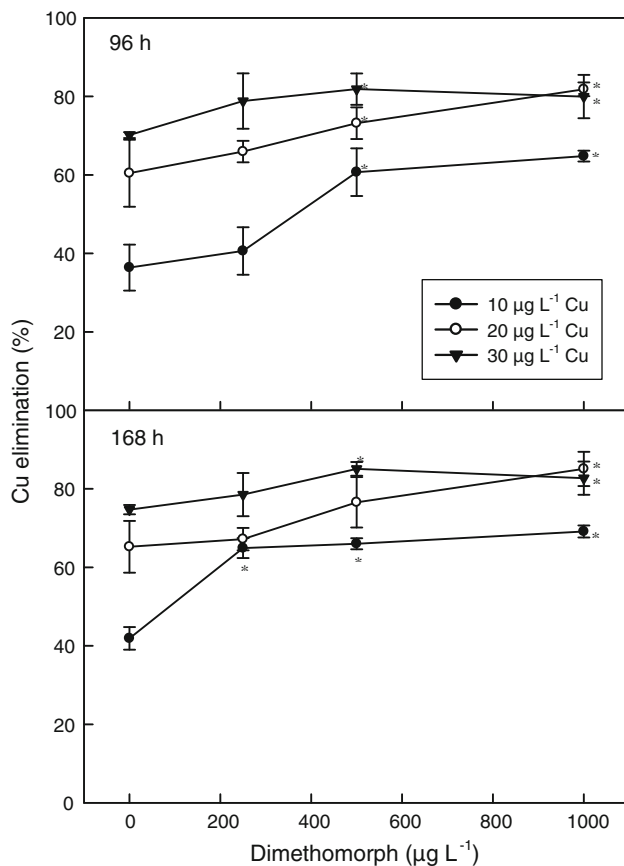 100
96 h
80
60
40
20
10 µg L-1 Cu
20 µg L-1 Cu
30 µg L-1 Cu
Cu elimination (%)
100
168 h
80
60
40
20
0
0 200 400 600 800 1000
Dimethomorph (µg L-1)
* * * * * *
* * * * * *